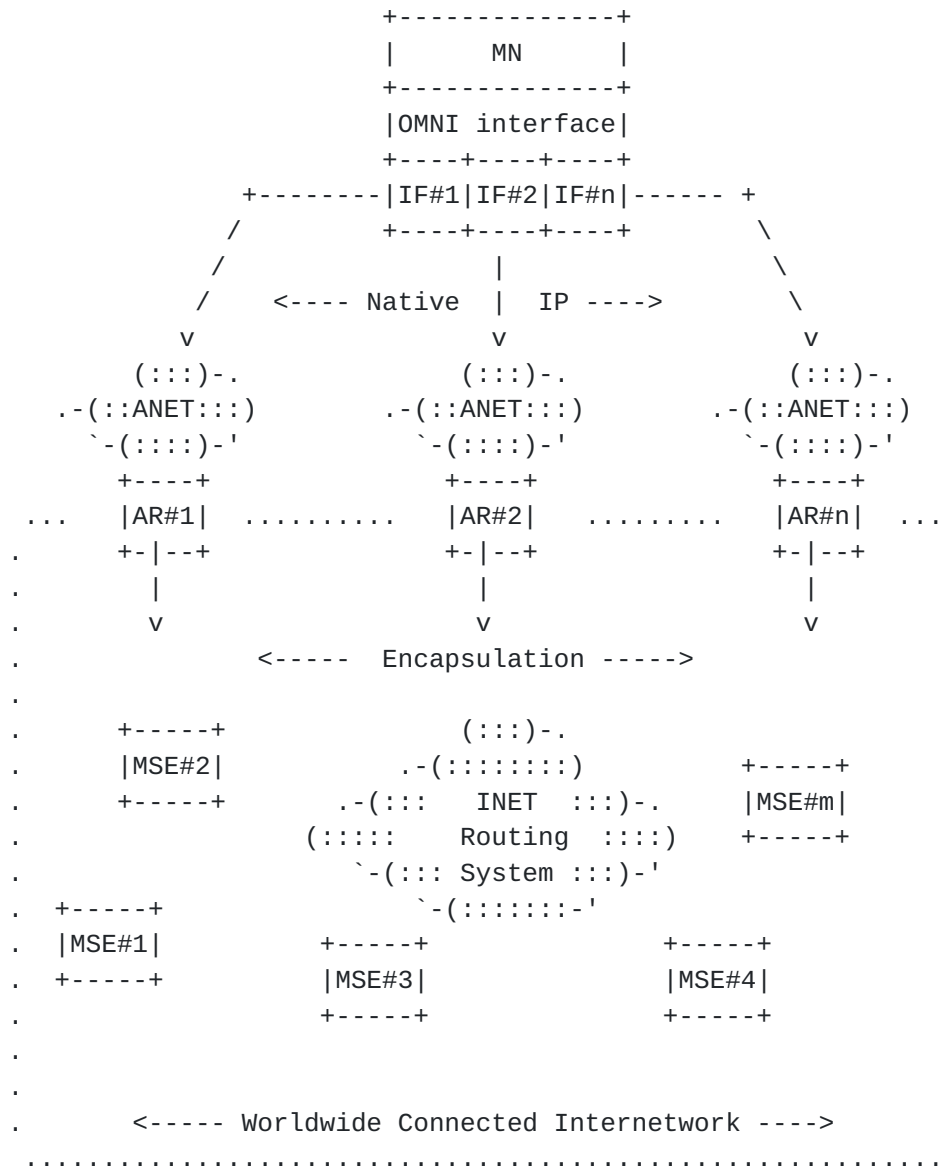 +--------------+
|      MN      |
+--------------+
|OMNI interface|
+----+----+----+
+--------|IF#1|IF#2|IF#n|------ +
/         +----+----+----+         \
/                 |                 \
/    <---- Native  |  IP ---->        \
v                   v                   v
(:::)-.              (:::)-.              (:::)-.
.-(::ANET:::)        .-(::ANET:::)        .-(::ANET:::)
`-(::::)-'           `-(::::)-'           `-(::::)-'
+----+               +----+               +----+
...   |AR#1|  ..........   |AR#2|   .........   |AR#n|  ...
.      +-|--+               +-|--+               +-|--+
.        |                    |                    |
.        v                    v                    v
.               <-----  Encapsulation ----->
.
.      +-----+               (:::)-.
.      |MSE#2|           .-(::::::::)          +-----+
.      +-----+       .-(:::   INET  :::)-.     |MSE#m|
.                  (:::::    Routing  ::::)    +-----+
.                     `-(::: System :::)-'
.  +-----+                `-(:::::::-'
.  |MSE#1|          +-----+               +-----+
.  +-----+          |MSE#3|               |MSE#4|
.                   +-----+               +-----+
.
.
.       <----- Worldwide Connected Internetwork ---->
...........................................................